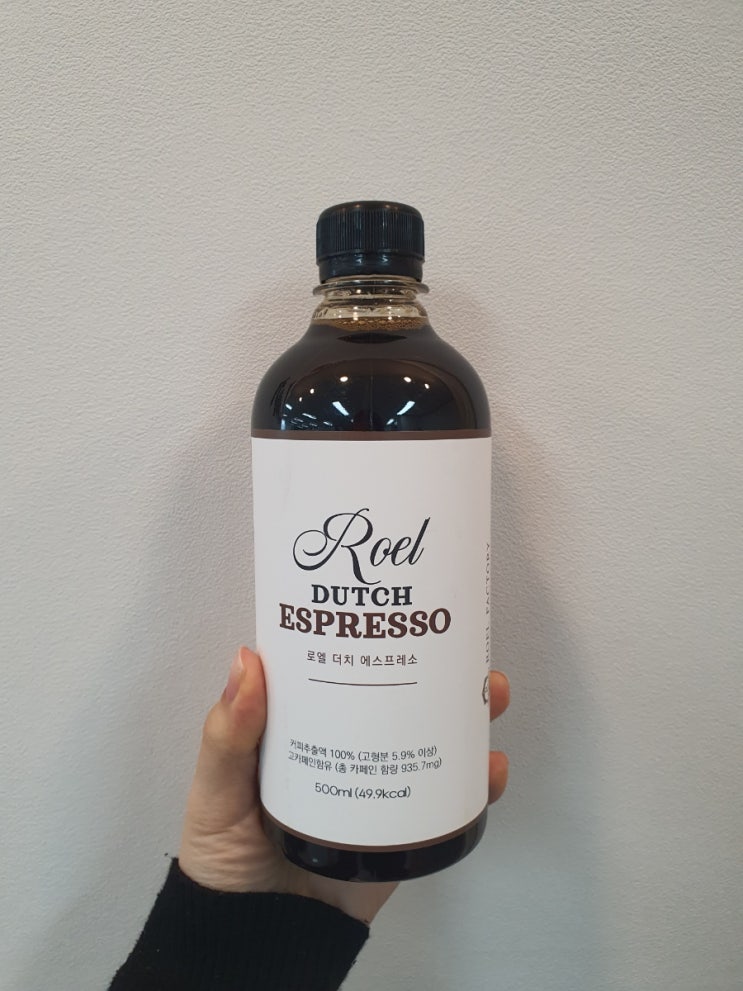 Roel
DUTCH
ESPRESSO
로엘 더치 에스프레소
커피추출액 100% (고형분 5.9% 이상)
고카페인함유 (총 카페인 함량 935.7mg)
500ml (49.9kcal)
ROEL FACTORY